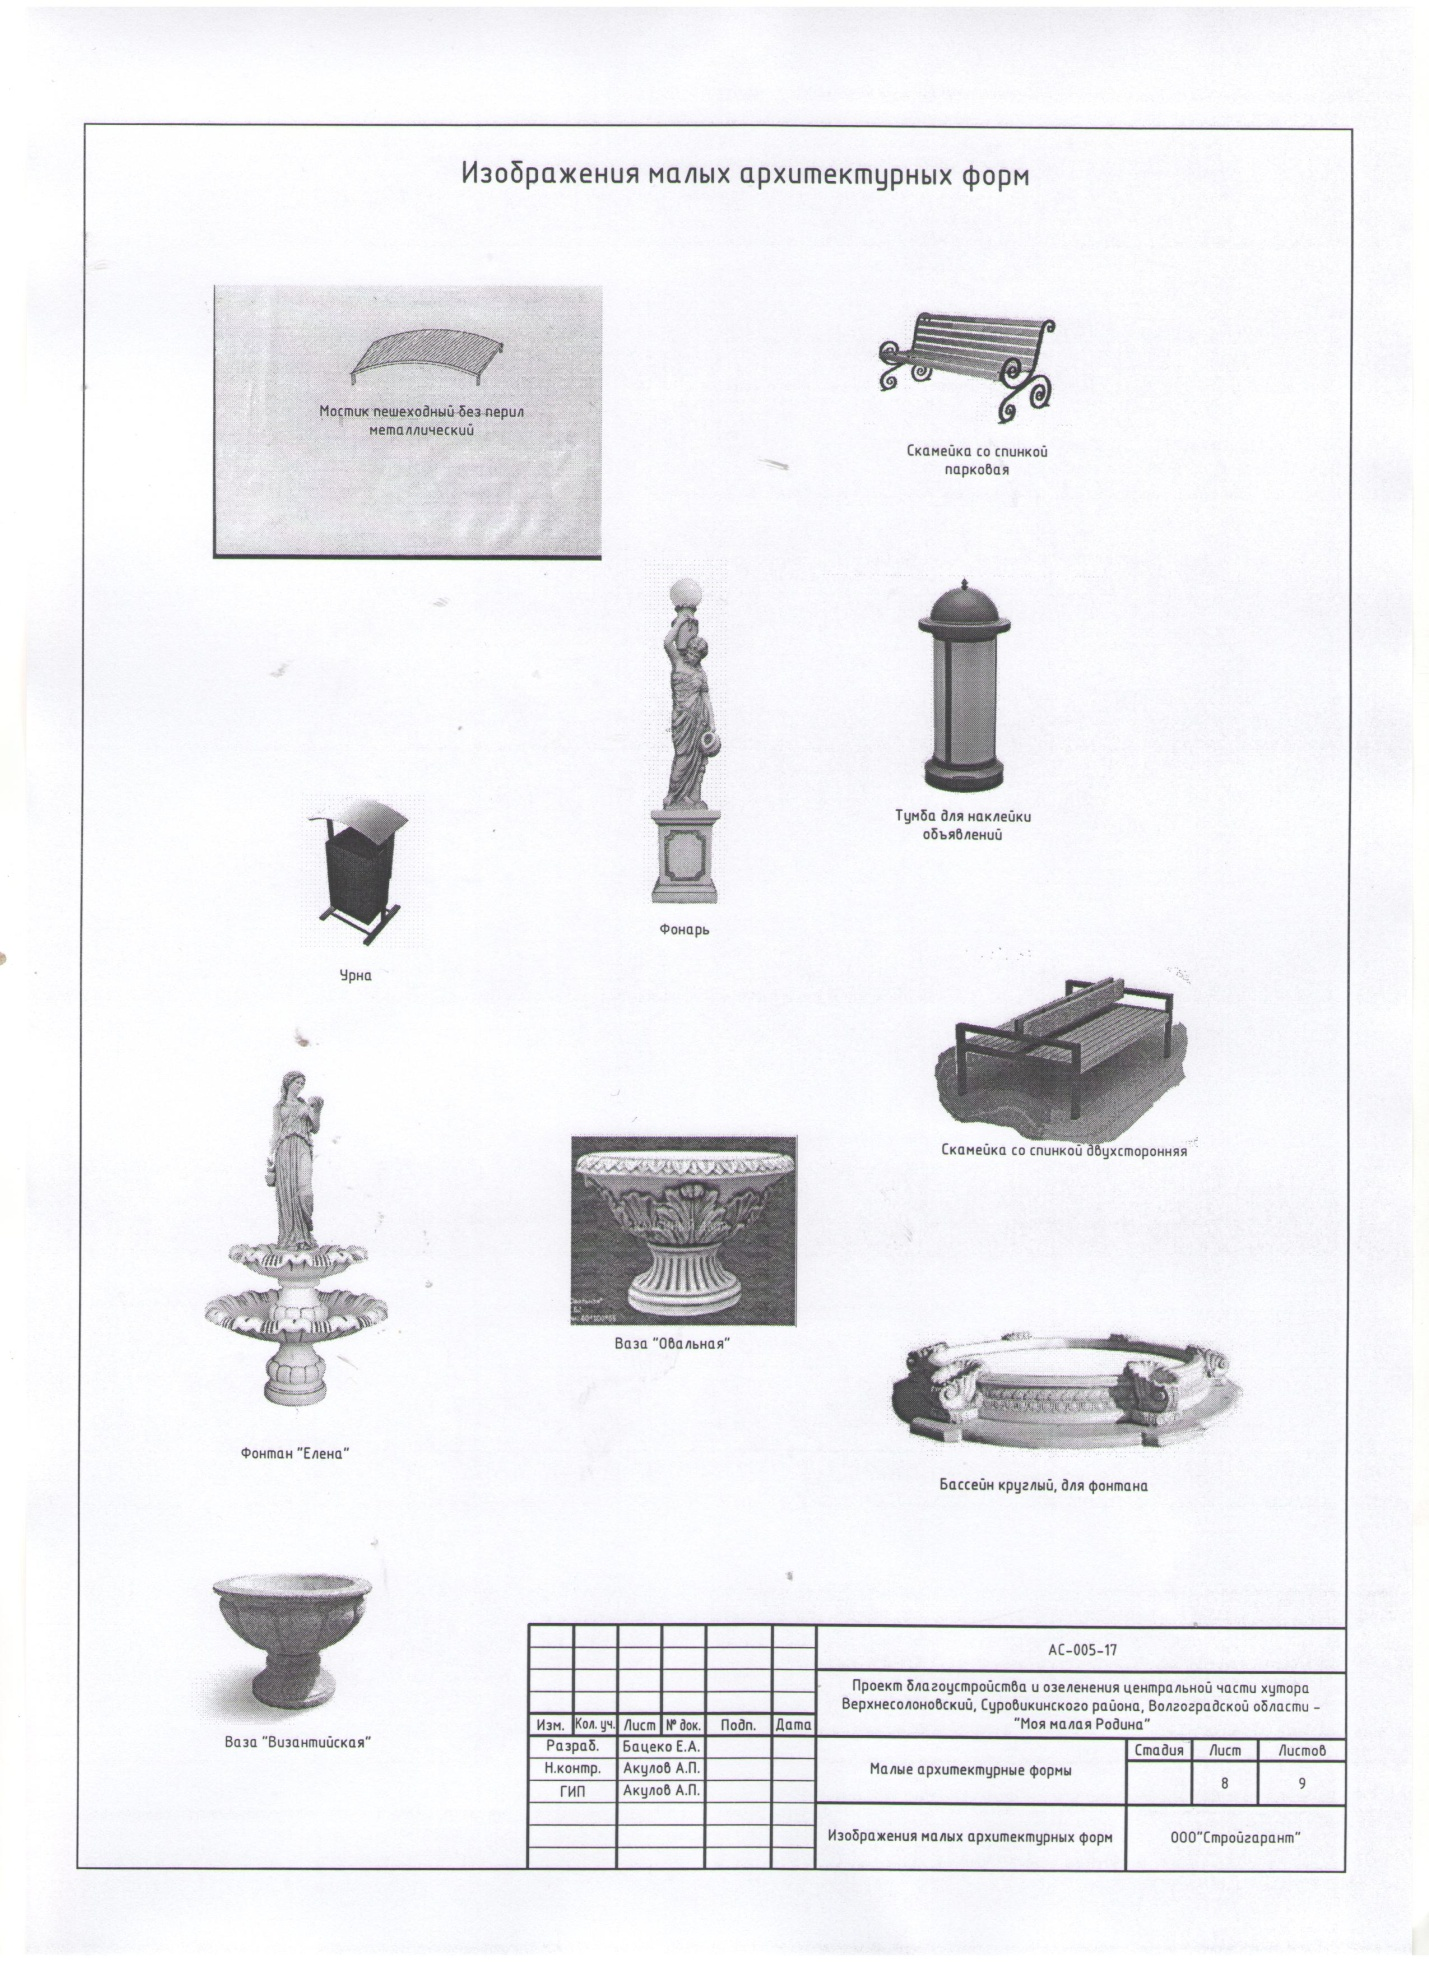 Изображения малых архитектурных форм
Мостик пешеходный без перил
металлический
Скамейка со спинкой
парковая
Тумба для наклейки
объявлений
Фонарь
Урна
Скамейка со спинкой двухсторонняя
Ваза "Овальная"
Фонтан "Елена"
Бассейн круглый, для фонтана
Ваза "Византийская"
АС-005-17
Проект благоустройства и озеленения центральной части хутора
Верхнесолоновский, Суровикинского района, Волгоградской области -
"Моя малая Родина"
Изм. Кол. уч. Лист № док. Подп. Дата
Разраб. Бацеко Е.А.
Н.контр. Акулов А.П.
ГИП Акулов А.П.
Малые архитектурные формы
Стадия Лист Листов
8 9
Изображения малых архитектурных форм
ООО"Стройгарант"